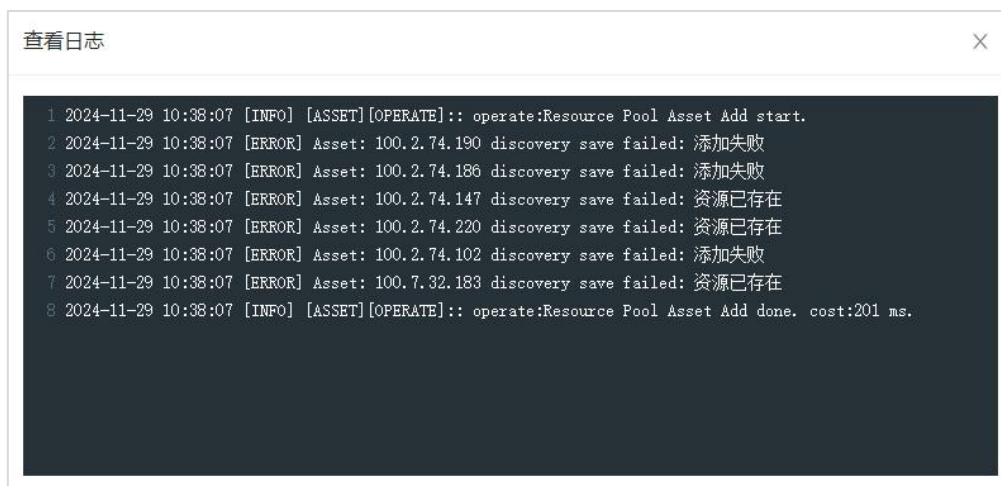 查看日志
1 2024-11-29 10:38:07 [INFO] [ASSET][OPERATE]:: operate:Resource Pool Asset Add start.
2 2024-11-29 10:38:07 [ERROR] Asset: 100.2.74.190 discovery save failed: 添加失败
3 2024-11-29 10:38:07 [ERROR] Asset: 100.2.74.186 discovery save failed: 添加失败
4 2024-11-29 10:38:07 [ERROR] Asset: 100.2.74.147 discovery save failed: 资源已存在
5 2024-11-29 10:38:07 [ERROR] Asset: 100.2.74.220 discovery save failed: 资源已存在
6 2024-11-29 10:38:07 [ERROR] Asset: 100.2.74.102 discovery save failed: 添加失败
7 2024-11-29 10:38:07 [ERROR] Asset: 100.7.32.183 discovery save failed: 资源已存在
8 2024-11-29 10:38:07 [INFO] [ASSET][OPERATE]:: operate:Resource Pool Asset Add done. cost:201 ms.